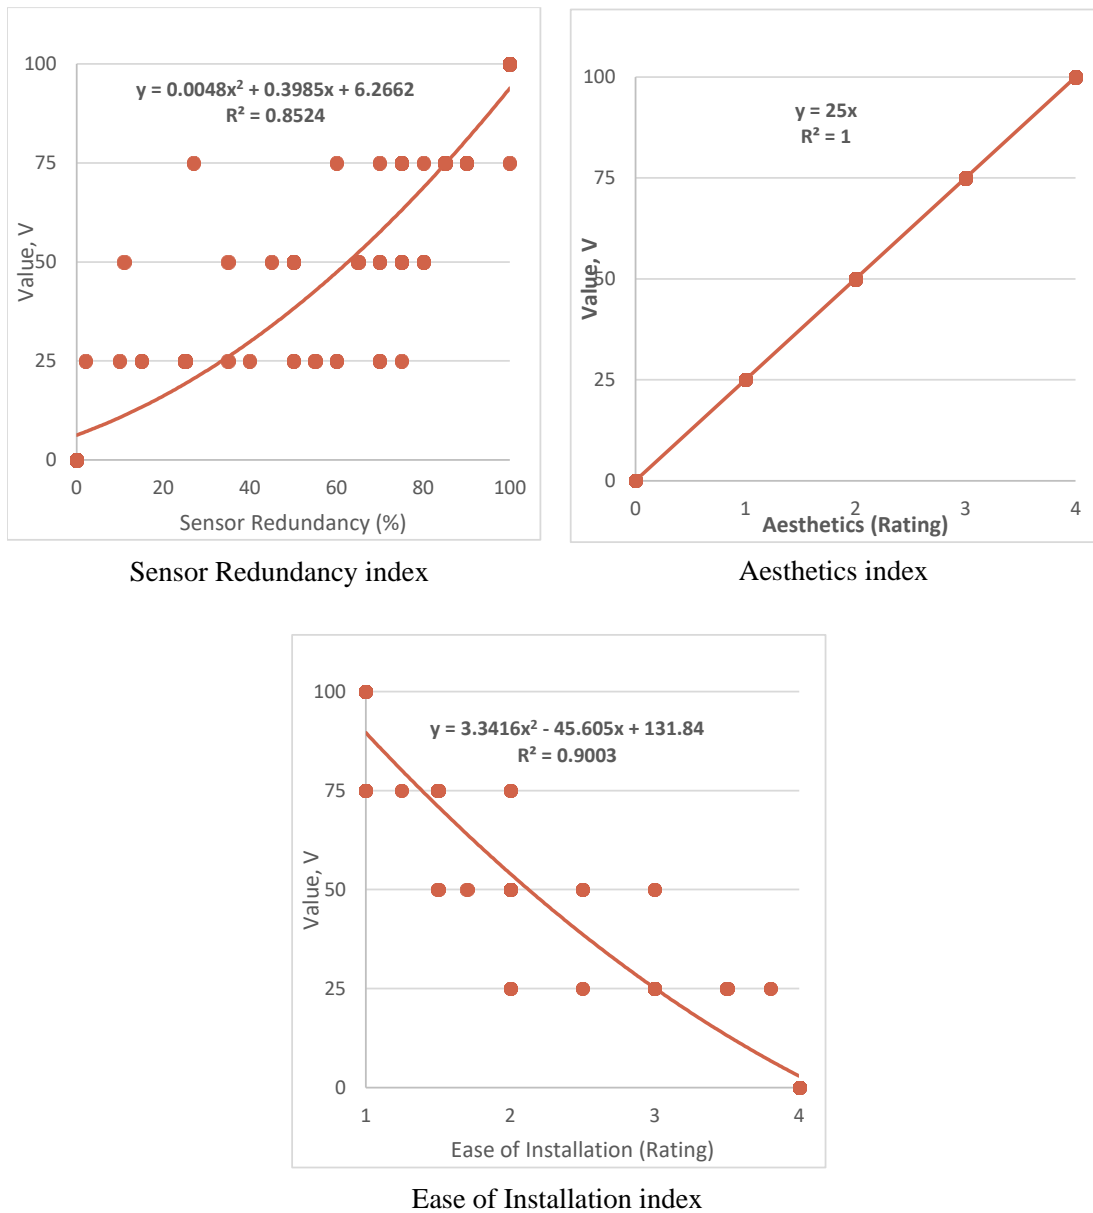 100
75
50
25
0
Value, V
y = 0.0048x² + 0.3985x + 6.2662
R² = 0.8524
0 20 40 60 80 100
Sensor Redundancy (%)
Sensor Redundancy index
100
75
50
25
0
Value, V
y = 25x
R² = 1
0 1 2 3 4
Aesthetics (Rating)
Aesthetics index
100
75
50
25
0
Value, V
y = 3.3416x² - 45.605x + 131.84
R² = 0.9003
1 2 3 4
Ease of Installation (Rating)
Ease of Installation index